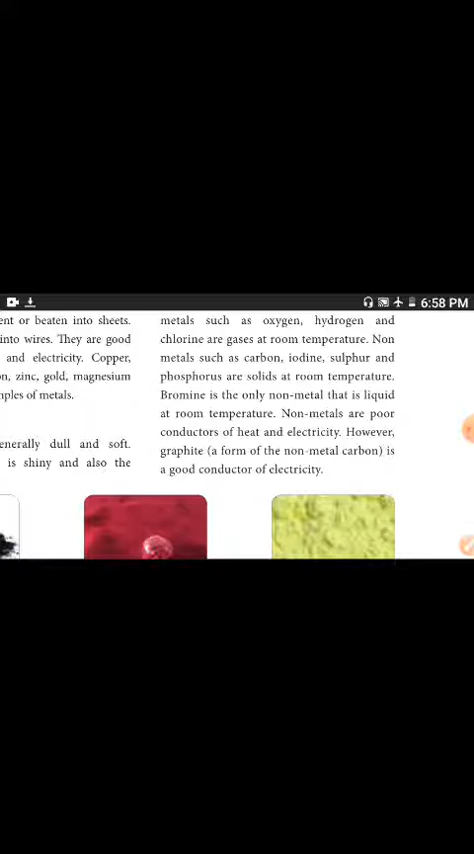 6:58 PM
ent or beaten into sheets.
into wires. They are good
and electricity. Copper,
on, zinc, gold, magnesium
mples of metals.
enerally dull and soft.
is shiny and also the
metals such as oxygen, hydrogen and
chlorine are gases at room temperature. Non
metals such as carbon, iodine, sulphur and
phosphorus are solids at room temperature.
Bromine is the only non-metal that is liquid
at room temperature. Non-metals are poor
conductors of heat and electricity. However,
graphite (a form of the non-metal carbon) is
a good conductor of electricity.